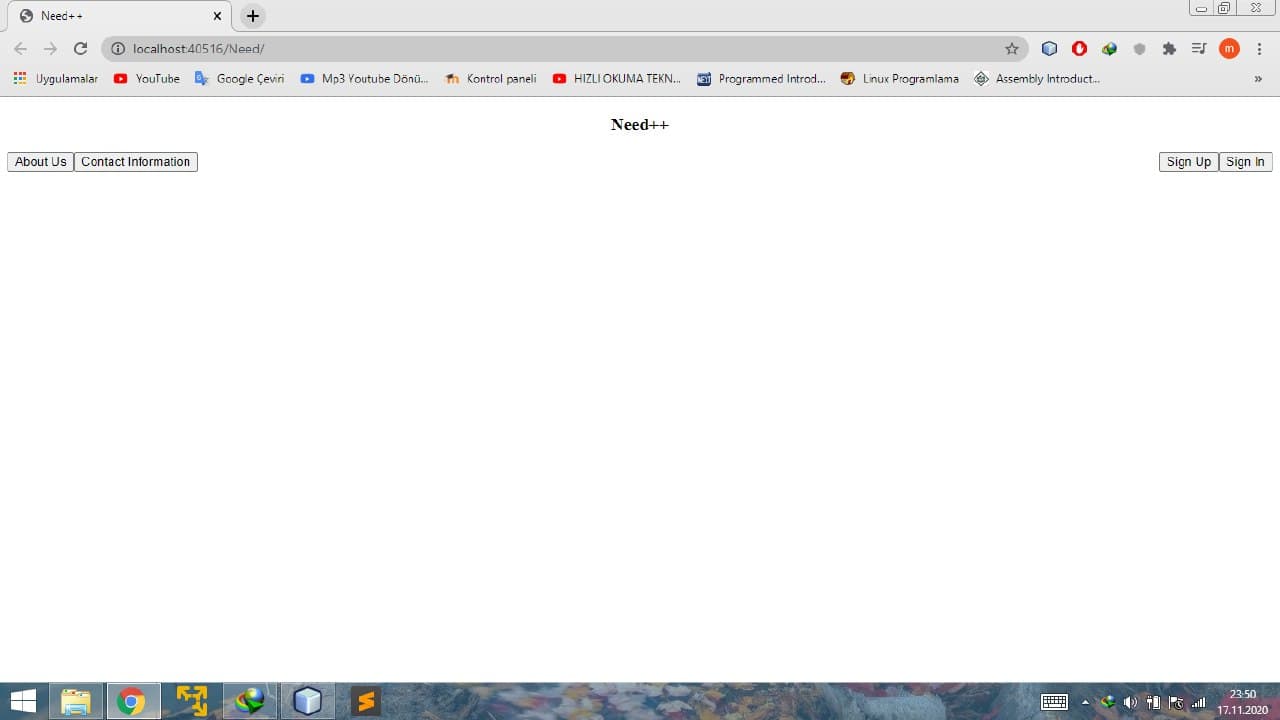 Need++
localhost:40516/Need/
m
Uygulamalar YouTube Google Çeviri Mp3 Youtube Dönü... Kontrol paneli HIZLI OKUMA TEKN... Programmed Introd... Linux Programlama Assembly Introduct... »
Need++
About Us Contact Information Sign Up Sign In
23:50
17.11.2020